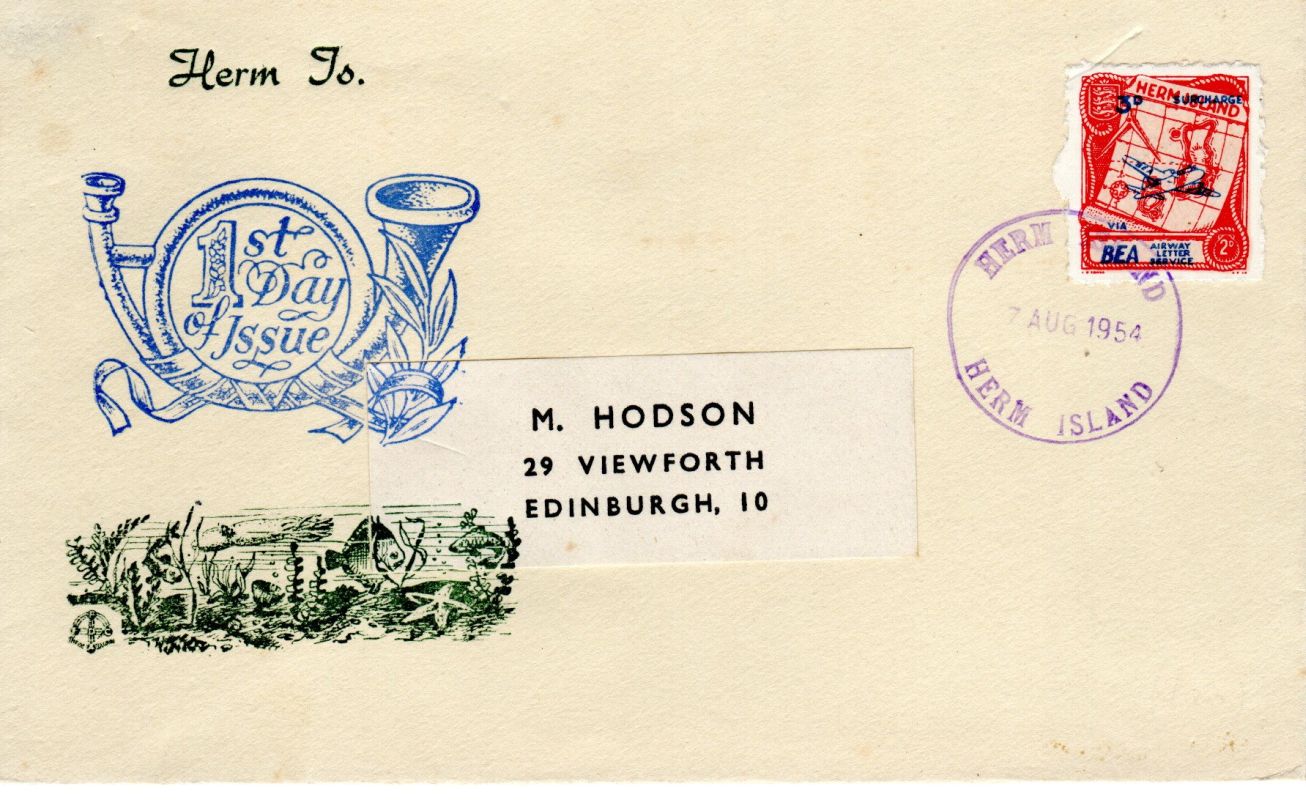 Herm Is.
3D SURCHARGE
HERM ISLAND
VIA
BEA AIRWAY LETTER SERVICE
2D
HERM ISLAND
7 AUG 1954
HERM ISLAND
1st
Day
of Issue
M. HODSON
29 VIEWFORTH
EDINBURGH, 10